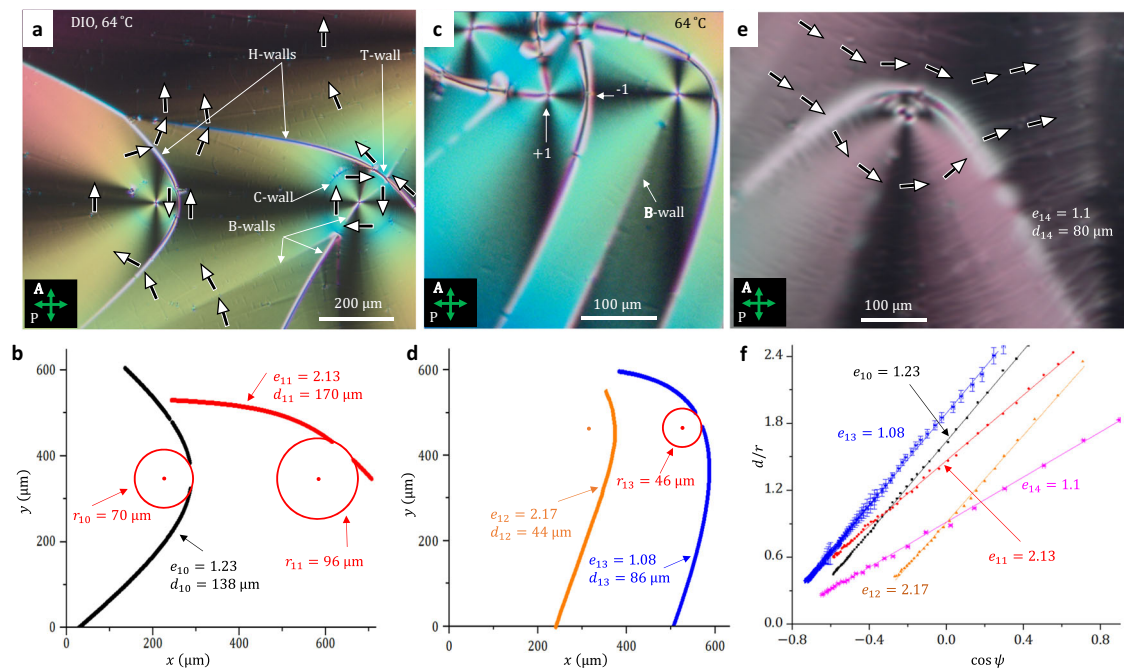 a
DIO, 64 ℃
H-walls
T-wall
C-wall
B-walls
A
P
200 μm
c
64 ℃
-1
+1
B-wall
A
P
100 μm
e
e₁₄ = 1.1
d₁₄ = 80 μm
A
P
100 μm
b
600
400
200
0
y (μm)
e₁₁ = 2.13
d₁₁ = 170 μm
r₁₀ = 70 μm
r₁₁ = 96 μm
e₁₀ = 1.23
d₁₀ = 138 μm
0
200
400
600
x (μm)
d
600
400
200
0
y (μm)
r₁₃ = 46 μm
e₁₂ = 2.17
d₁₂ = 44 μm
e₁₃ = 1.08
d₁₃ = 86 μm
0
200
400
600
x (μm)
f
2.4
1.8
1.2
0.6
0.0
d/r
e₁₀ = 1.23
e₁₃ = 1.08
e₁₄ = 1.1
e₁₁ = 2.13
e₁₂ = 2.17
−0.8
−0.4
0.0
0.4
0.8
cos ψ